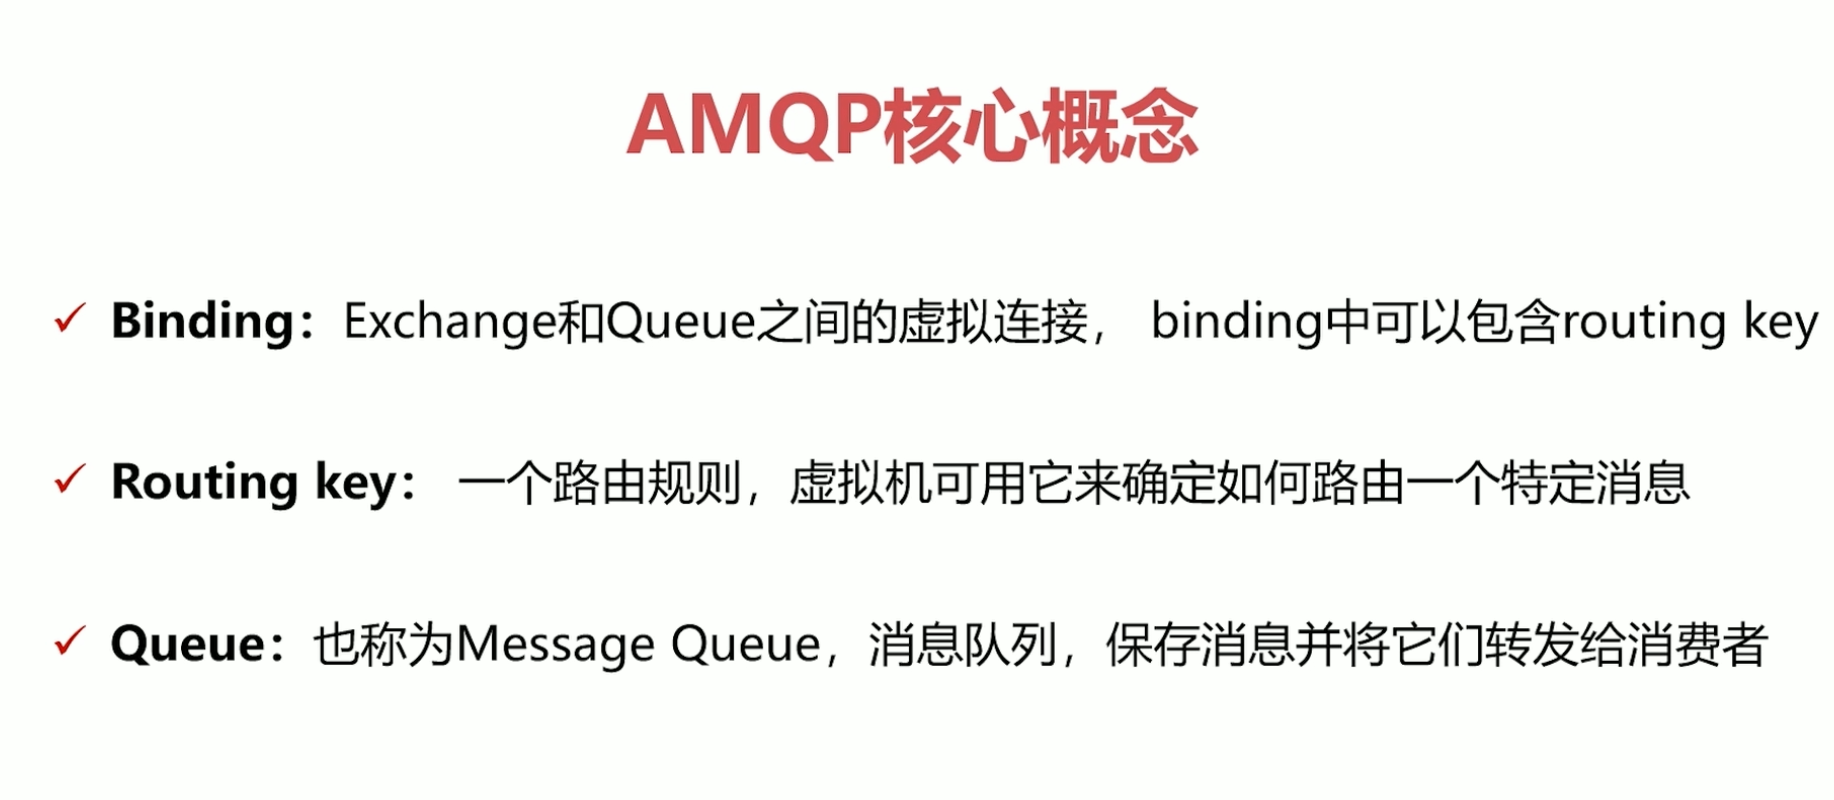 AMQP核心概念
Binding：Exchange和Queue之间的虚拟连接， binding中可以包含routing key
Routing key： 一个路由规则，虚拟机可用它来确定如何路由一个特定消息
Queue：也称为Message Queue，消息队列，保存消息并将它们转发给消费者